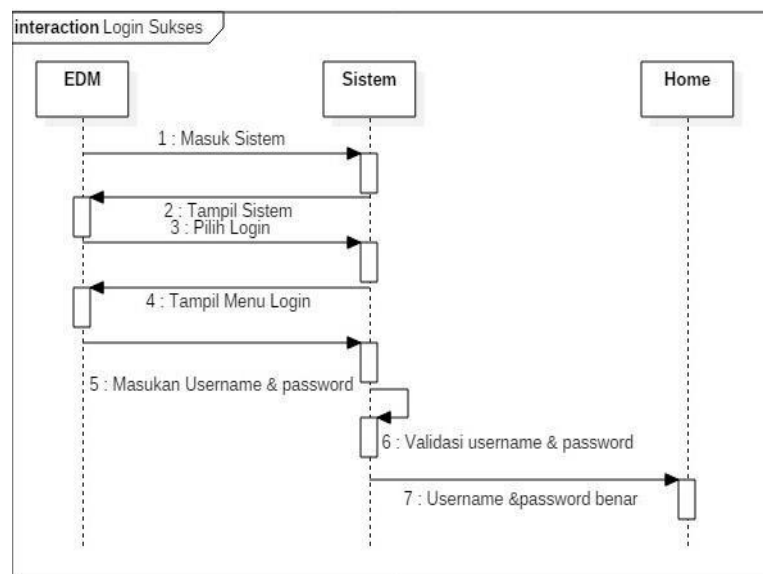 interaction Login Sukses
EDM
Sistem
Home
1 : Masuk Sistem
2 : Tampil Sistem
3 : Pilih Login
4 : Tampil Menu Login
5 : Masukan Username & password
6 : Validasi username & password
7 : Username &password benar